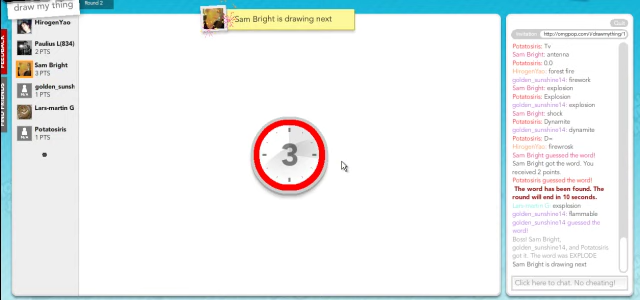 draw my thing
Round 2
Sam Bright is drawing next
HirogenYao
Paulius L(834)
2 PTS
Sam Bright
3 PTS
golden_sunsh
1 PTS
Lars-martin G
Potatosiris
1 PTS
FEEDBACK
FIND FRIENDS
3
http://omgpop.com/i/drawmything/1
Potatosiris: Tv
Sam Bright: antenna
Potatosiris: 0.0
HirogenYao: forest fire
golden_sunshine14: firework
Sam Bright: explosion
Potatosiris: Explosion
golden_sunshine14: explosion
Sam Bright: shock
Potatosiris: Dynamite
golden_sunshine14: dynamite
Potatosiris: D=
HirogenYao: firewrosk
Sam Bright guessed the word!
Sam Bright got the word. You
received 2 points.
Potatosiris guessed the word!
The word has been found. The
round will end in 10 seconds.
Lars-martin G: exsplosion
golden_sunshine14: flammable
golden_sunshine14 guessed the
word!
Boss! Sam Bright,
golden_sunshine14, and Potatosiris
got it. The word was EXPLODE
Sam Bright is drawing next
Click here to chat. No cheating!